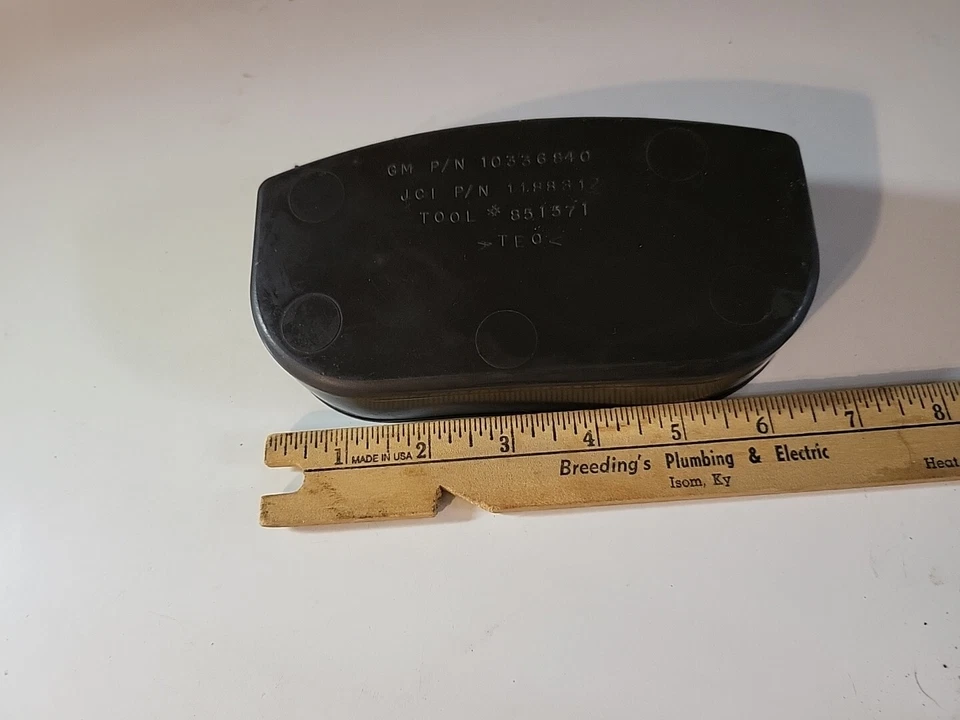 GM P/N 10336840
JCI P/N 1188312
TOOL * 851571
>TEO<
1 2 3 4 5 6 7 8
MADE IN USA
Breeding's Plumbing & Electric
Isom, Ky
Heat